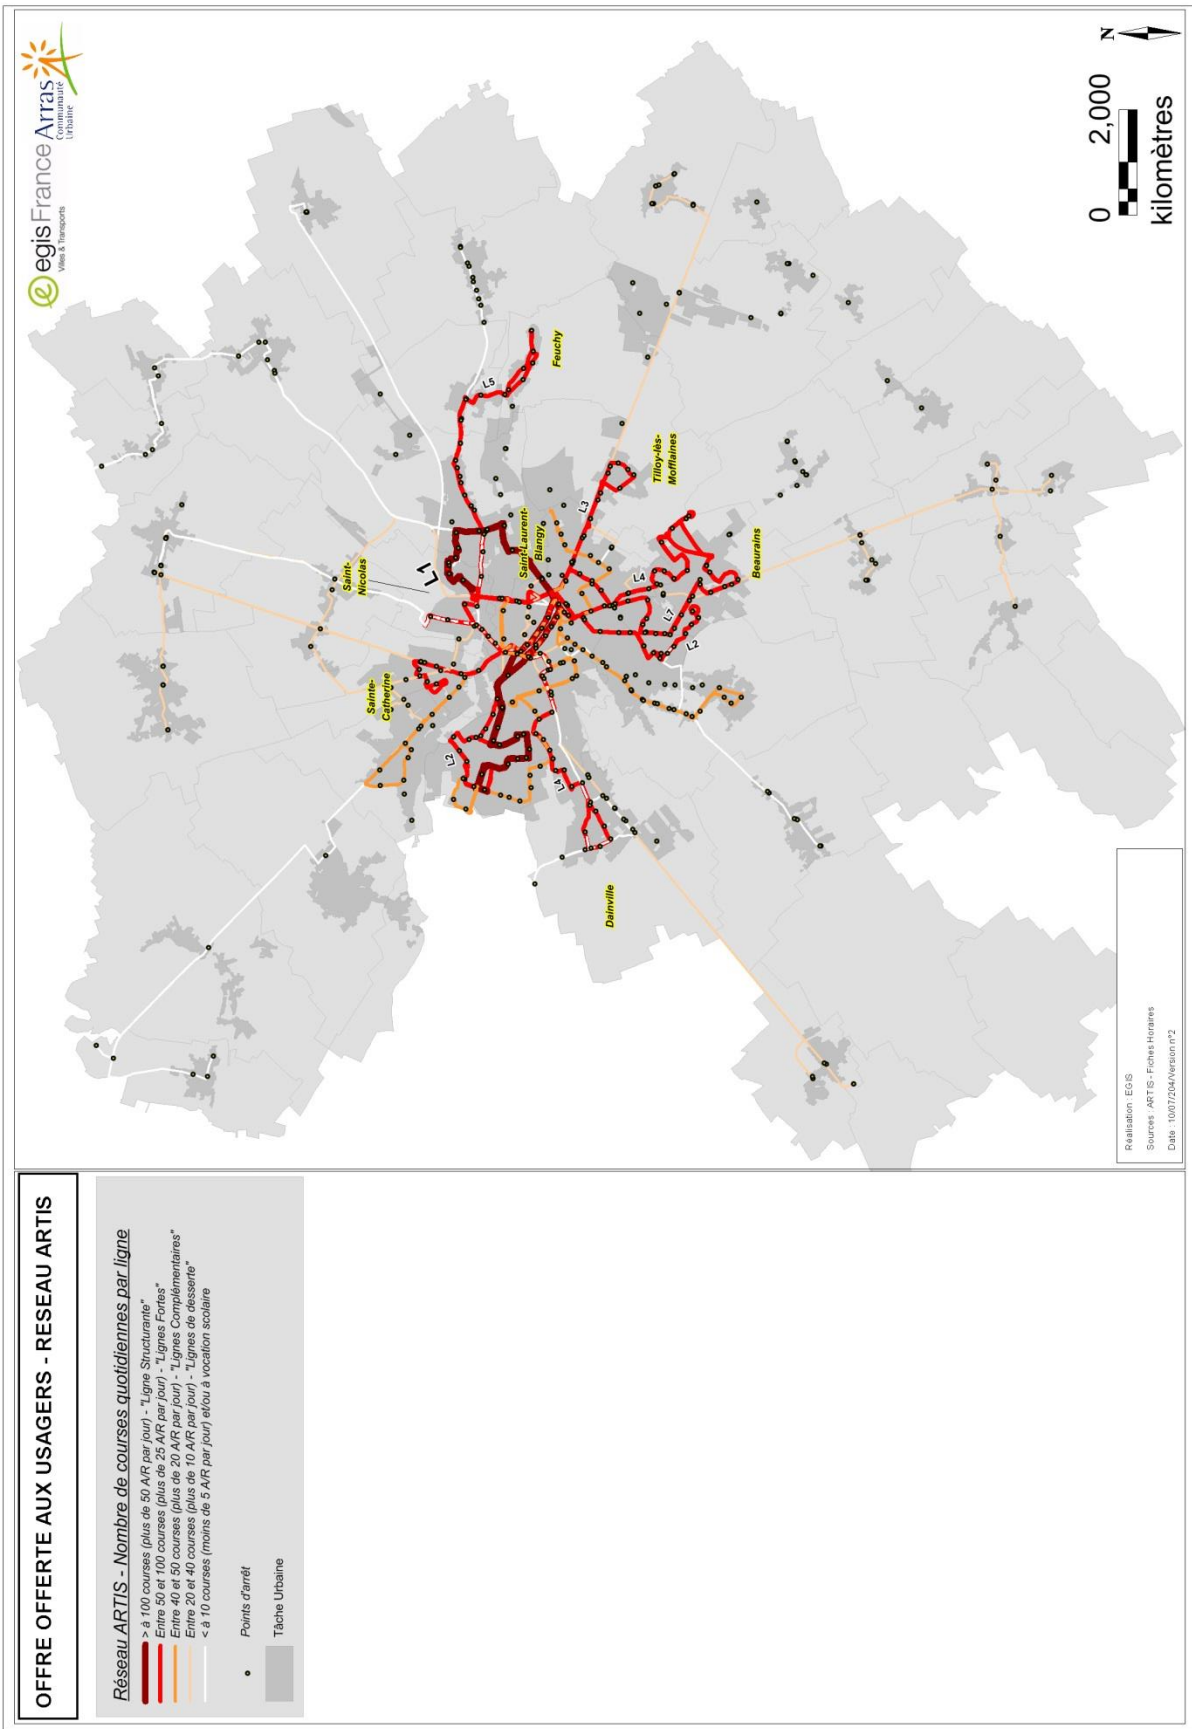 OFFRE OFFERTE AUX USAGERS - RESEAU ARTIS
Réseau ARTIS - Nombre de courses quotidiennes par ligne
> à 100 courses (plus de 50 A/R par jour) - "Ligne Structurante"
Entre 50 et 100 courses (plus de 25 A/R par jour) - "Lignes Fortes"
Entre 40 et 50 courses (plus de 20 A/R par jour) - "Lignes Complémentaires"
Entre 20 et 40 courses (plus de 10 A/R par jour) - "Lignes de desserte"
< à 10 courses (moins de 5 A/R par jour) et/ou à vocation scolaire
Points d'arrêt
Tâche Urbaine
egisFrance
Villes & Transports
Arras
Communauté
Urbaine
N
0 2,000
kilomètres
Sainte-
Catherine
Saint-
Nicolas
L1
L5
Feuchy
Saint-Laurent-
Blangy
L3
Tilloy-lès-
Mofflaines
L2
L4
Dainville
L4
L7
L2
Beaurains
Réalisation : EGIS
Sources : ARTIS - Fiches Horaires
Date : 10/07/204/Version n°2